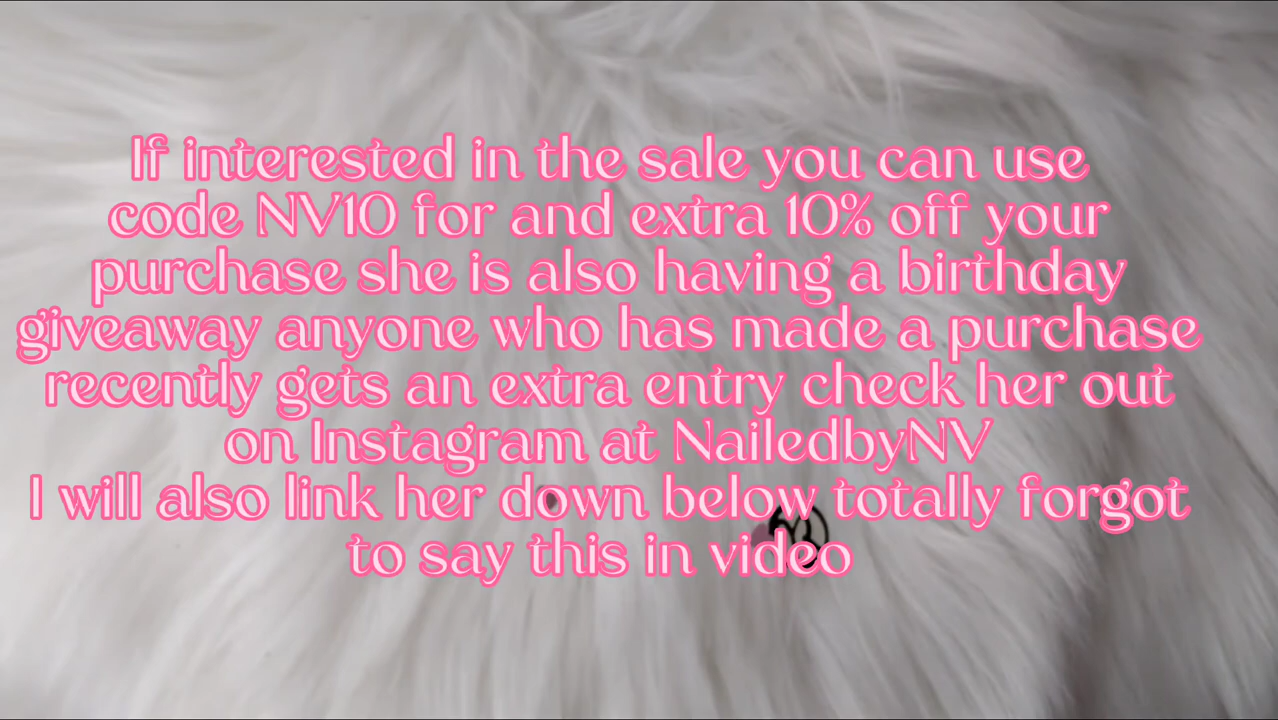 If interested in the sale you can use
code NV10 for and extra 10% off your
purchase she is also having a birthday
giveaway anyone who has made a purchase
recently gets an extra entry check her out
on Instagram at NailedbyNV
I will also link her down below totally forgot
to say this in video